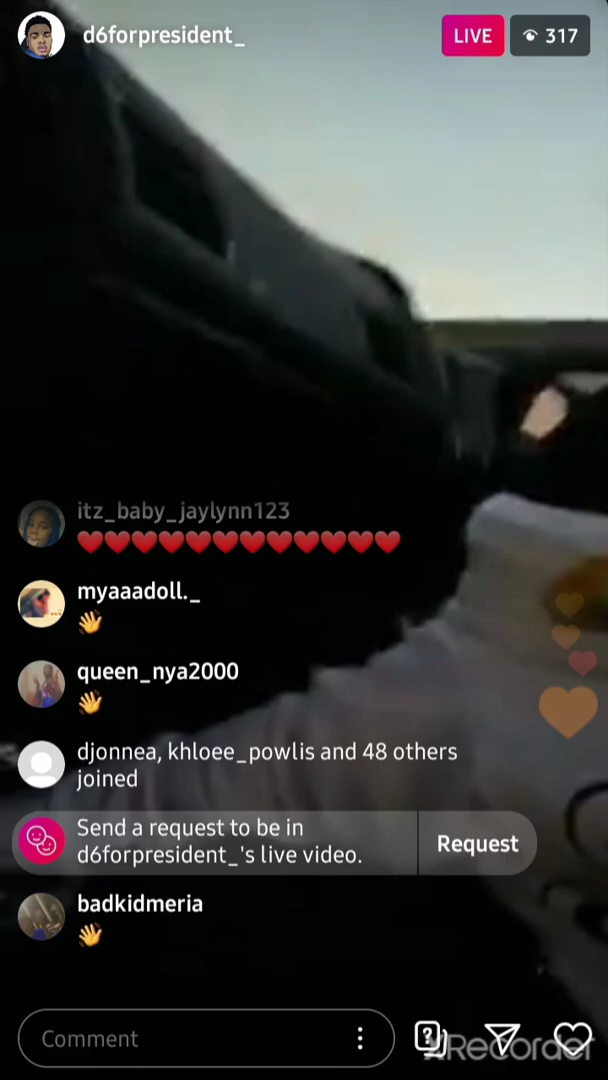 d6forpresident_
LIVE
317
itz_baby_jaylynn123
❤️❤️❤️❤️❤️❤️❤️❤️❤️❤️❤️❤️
myaaadoll._
👋
queen_nya2000
👋
djonnea, khloee_powlis and 48 others
joined
Send a request to be in
d6forpresident_'s live video.
Request
badkidmeria
👋
Comment
XRecorder